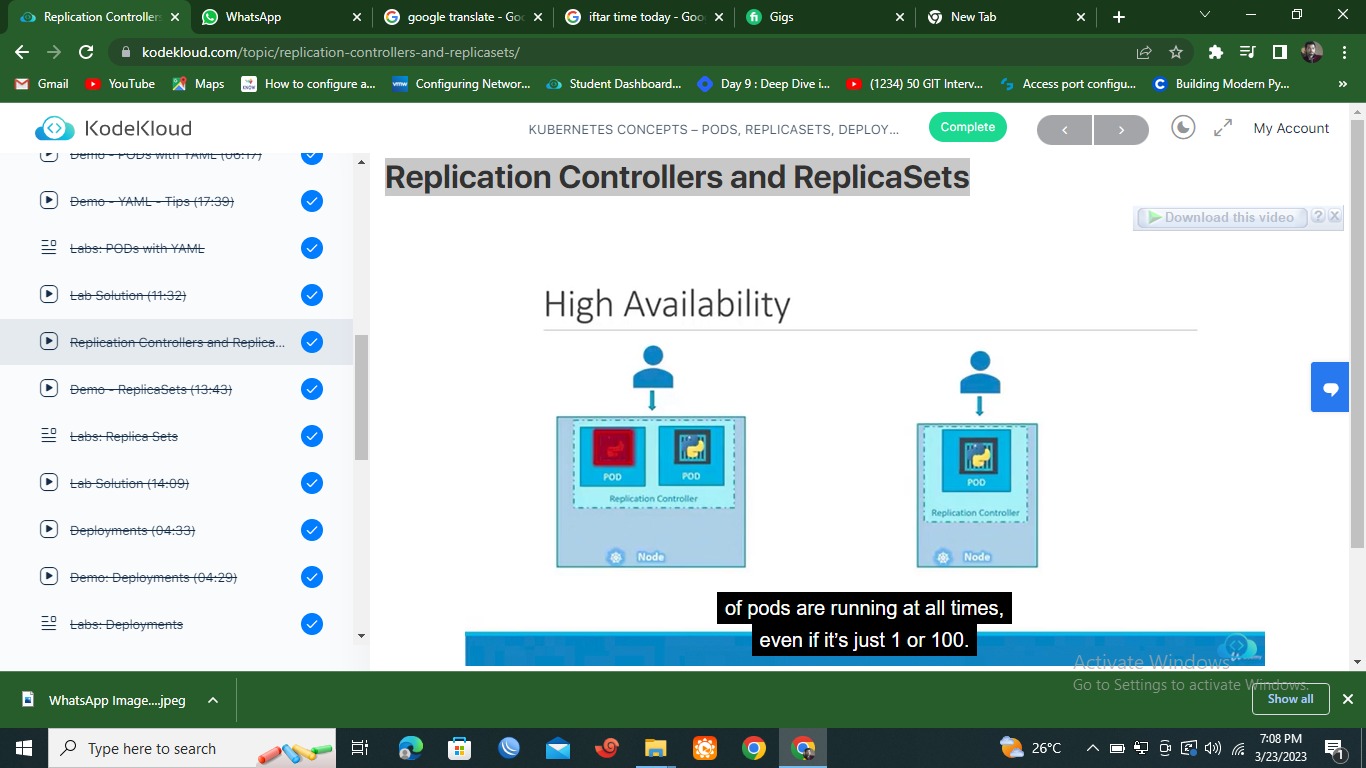 Replication Controller
WhatsApp
google translate - Goo
iftar time today - Goo
Gigs
New Tab
kodekloud.com/topic/replication-controllers-and-replicasets/
Gmail
YouTube
Maps
How to configure a...
Configuring Networ...
Student Dashboard...
Day 9 : Deep Dive i...
(1234) 50 GIT Interv...
Access port configu...
Building Modern Py...
KodeKloud
KUBERNETES CONCEPTS – PODS, REPLICASETS, DEPLOY...
Complete
My Account
Demo - PODs with YAML (06:17)
Demo - YAML - Tips (17:39)
Labs: PODs with YAML
Lab Solution (11:32)
Replication Controllers and Replica...
Demo - ReplicaSets (13:43)
Labs: Replica Sets
Lab Solution (14:09)
Deployments (04:33)
Demo: Deployments (04:29)
Labs: Deployments
Replication Controllers and ReplicaSets
Download this video
?
High Availability
POD
POD
Replication Controller
Node
POD
Replication Controller
Node
of pods are running at all times,
even if it's just 1 or 100.
Activate Windows
Go to Settings to activate Windows.
WhatsApp Image....jpeg
Show all
Type here to search
26°C
7:08 PM
3/23/2023
1